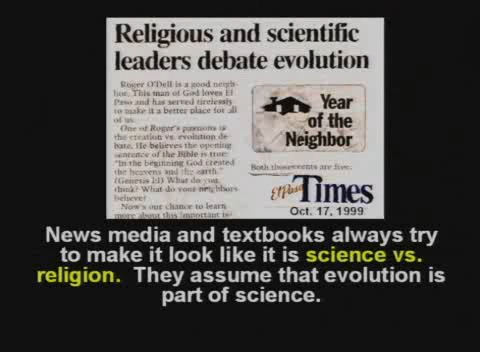 Religious and scientific
leaders debate evolution
Roger O'Dell is a good neigh-
bor. This man of God loves El
Paso and has served tirelessly
to make it a better place for all
of us.
One of Roger's passions is
the creation vs. evolution de-
bate. He believes the opening
sentence of the Bible is true:
"In the beginning God created
the heavens and the earth."
(Genesis 1:1) What do you
think? What do your neighbors
believe?
Now's our chance to learn
more about this important is-
Year
of the
Neighbor
Both those events are free.
El Paso Times
Oct. 17, 1999
News media and textbooks always try
to make it look like it is science vs.
religion. They assume that evolution is
part of science.